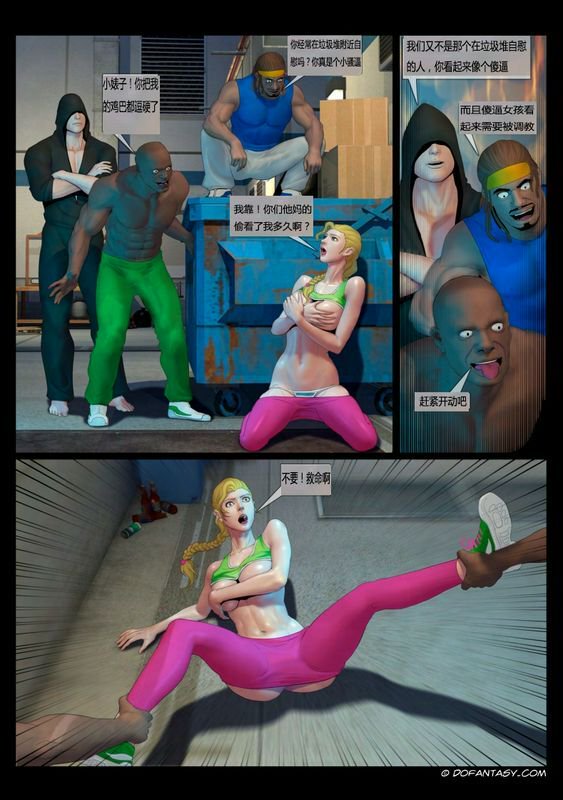 小婊子！你把我
的鸡巴都逗硬了
你经常在垃圾堆附近自
慰吗？你真是个小骚逼
我靠！你们他妈的
偷看了我多久啊？
我们又不是那个在垃圾堆自慰
的人，你看起来像个傻逼
而且傻逼女孩看
起来需要被调教
赶紧开动吧
不要！救命啊
© DOFANTASY.COM